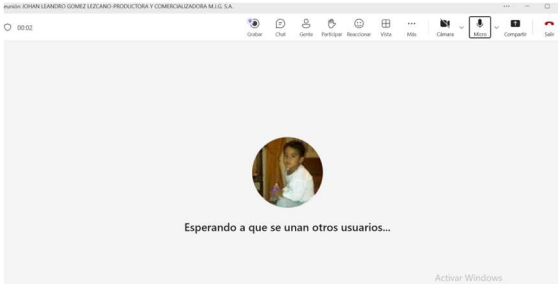 eunión JOHAN LEANDRO GOMEZ LEZCANO-PRODUCTORA Y COMERCIALIZADORA M.J.G. S.A.
00:02
Grabar Chat Gente Participar Reaccionar Vista Más Cámara Micro Compartir Salir
Esperando a que se unan otros usuarios...
Activar Windows